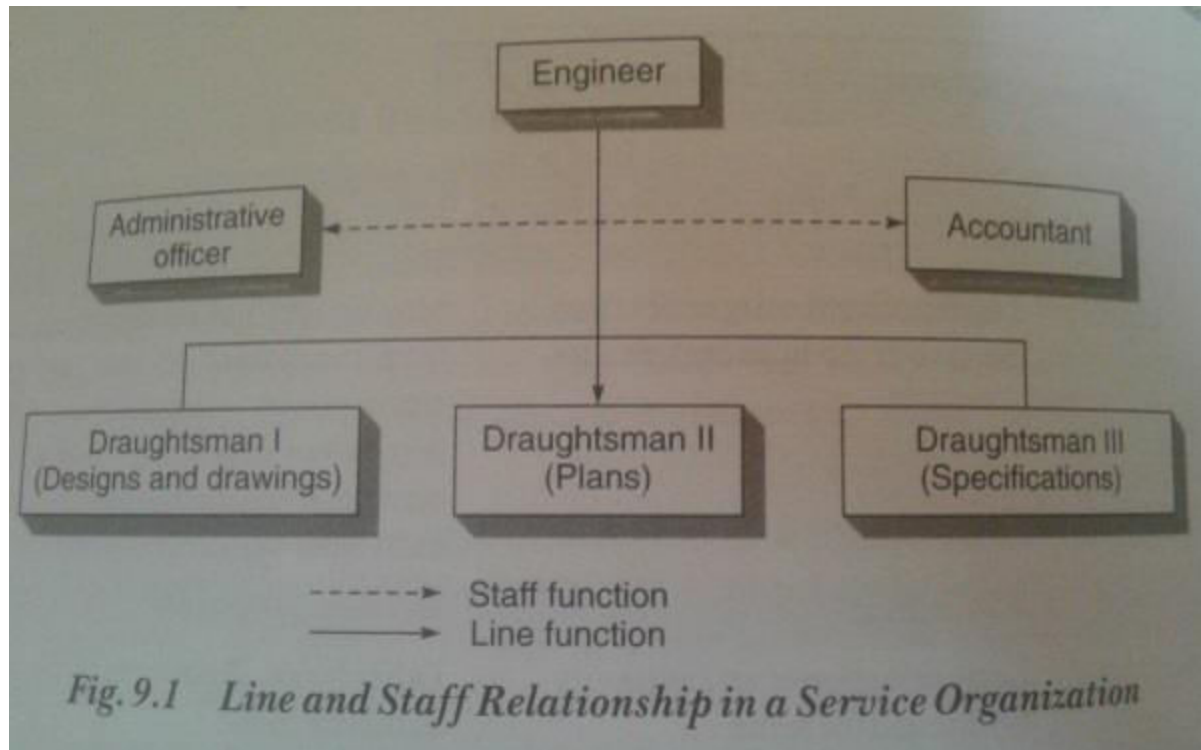 Engineer
Administrative
officer
Accountant
Draughtsman I
(Designs and drawings)
Draughtsman II
(Plans)
Draughtsman III
(Specifications)
Staff function
Line function
Fig. 9.1 Line and Staff Relationship in a Service Organization